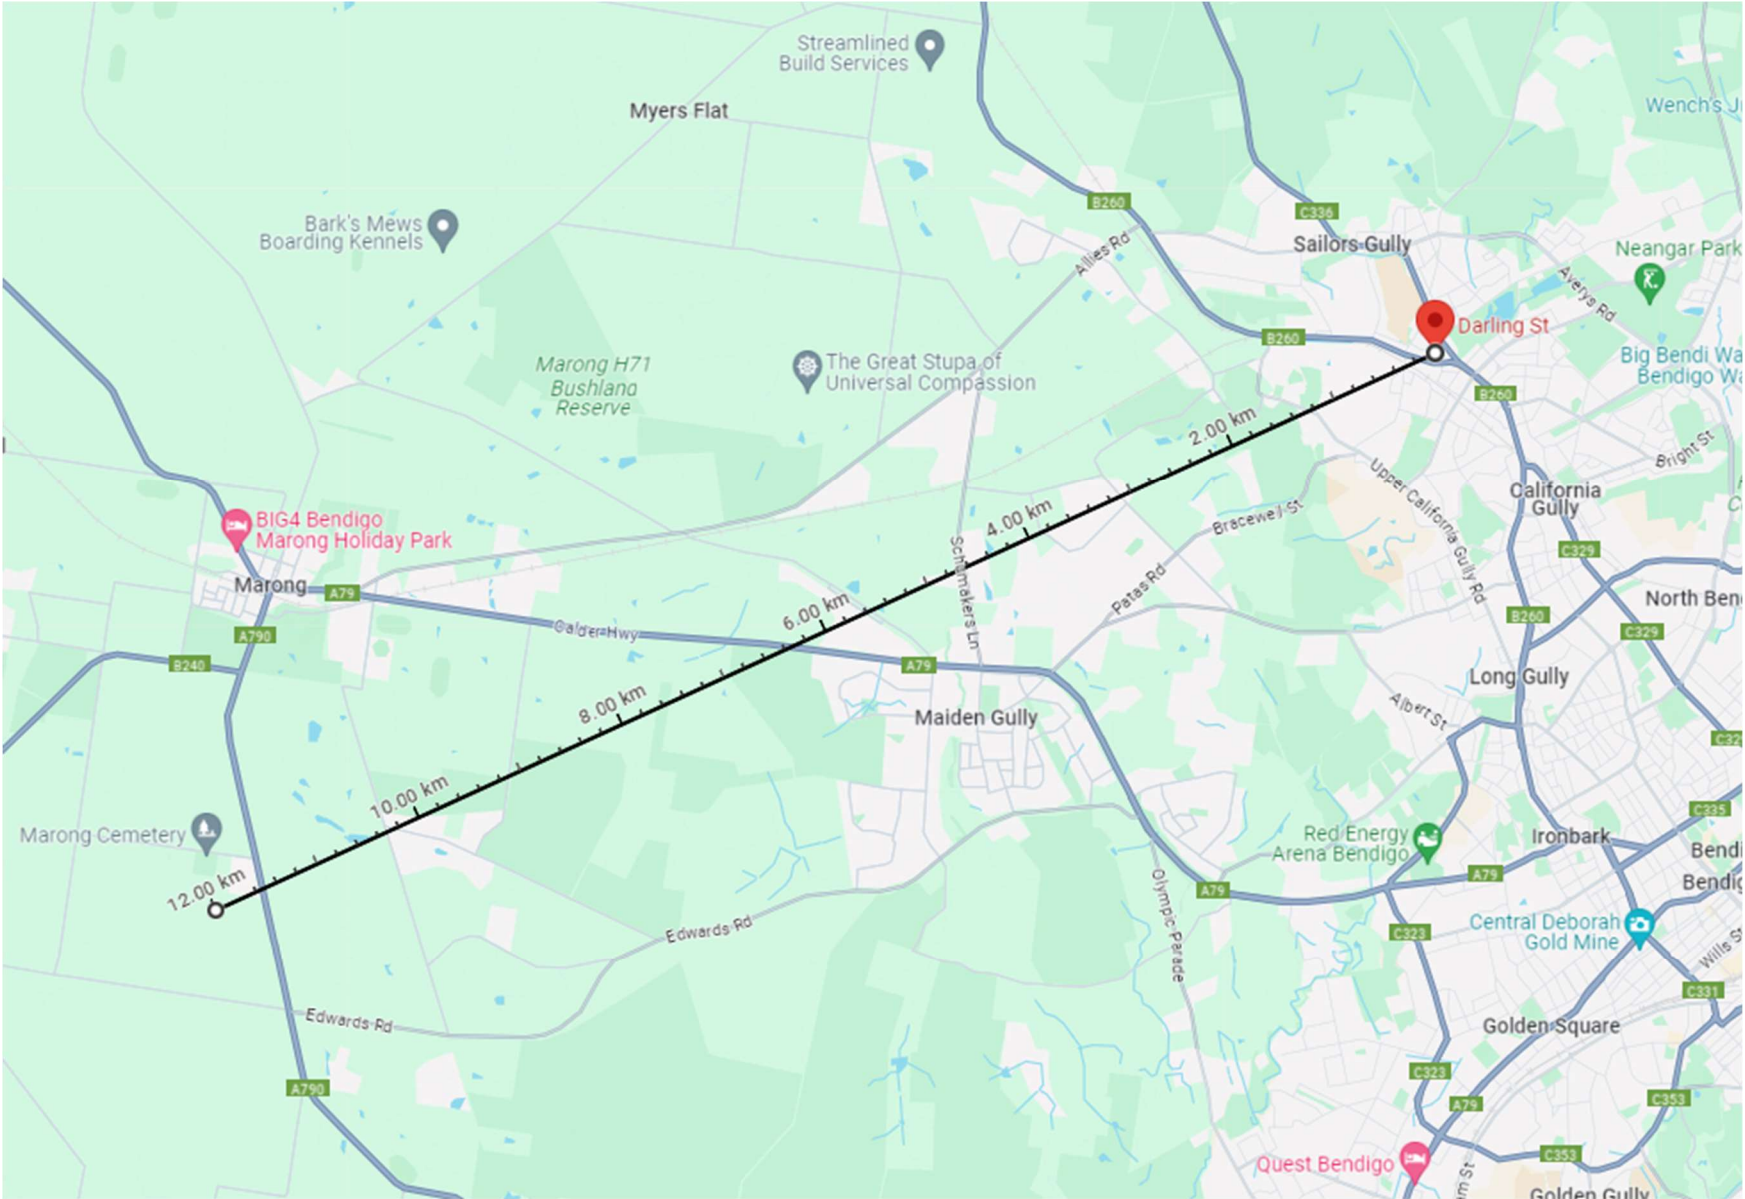 Streamlined
Build Services
Myers Flat
Wench's J
B260
C336
Bark's Mews
Boarding Kennels
Sailors Gully
Neangar Park
Allies Rd
Averys Rd
Darling St
B260
Marong H71
Bushland
Reserve
The Great Stupa of
Universal Compassion
Big Bendi Wa
Bendigo Wa
B260
2.00 km
Bright St
Upper California Gully Rd
California
Gully
BIG4 Bendigo
Marong Holiday Park
4.00 km
Bracewell St
C329
Schumakers Ln
Marong
A79
Patas Rd
North Ben
6.00 km
Calder Hwy
B260
C329
A790
B240
A79
Long Gully
8.00 km
Maiden Gully
Albert St
C32
10.00 km
C335
Marong Cemetery
Red Energy
Arena Bendigo
Ironbark
Bendi
Bendig
12.00 km
A79
A79
Olympic Parade
Edwards Rd
C323
Central Deborah
Gold Mine
Wills S
C331
Edwards Rd
Golden Square
C323
A790
A79
C353
Quest Bendigo
C353
m St
Golden Gully